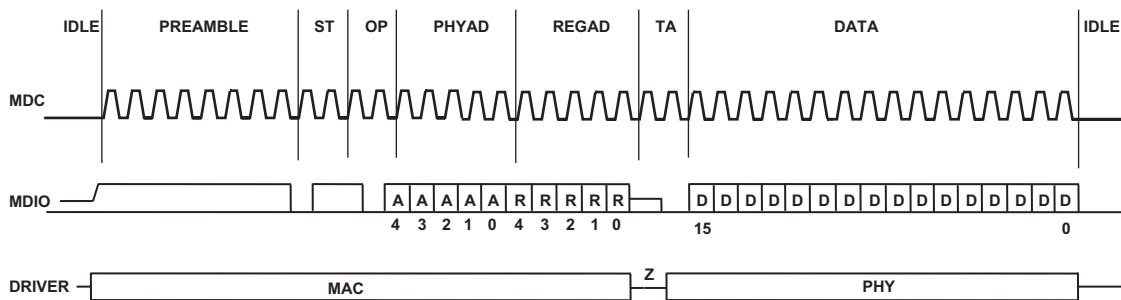 IDLE PREAMBLE ST OP PHYAD REGAD TA DATA IDLE
MDC
MDIO A A A A A R R R R R D D D D D D D D D D D D D D D D
4 3 2 1 0 4 3 2 1 0 15 0
DRIVER MAC Z PHY